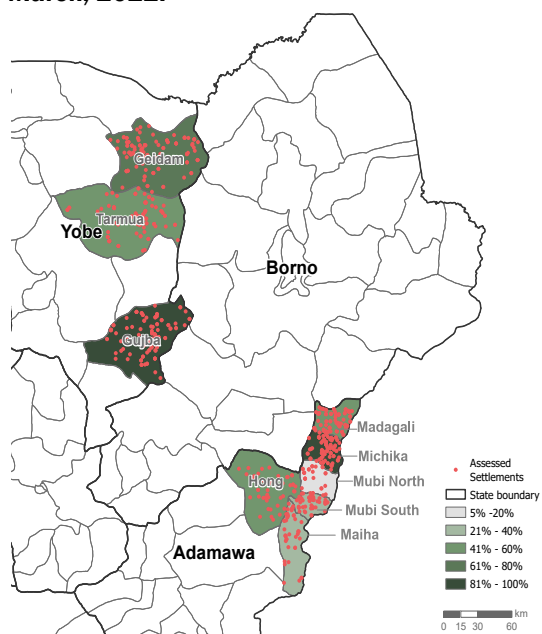 Geidam
Tarmua
Yobe
Borno
Gujba
Madagali
Michika
Hong
Mubi North
Mubi South
Maiha
Adamawa
Assessed
Settlements
State boundary
5% -20%
21% - 40%
41% - 60%
61% - 80%
81% - 100%
km
0 15 30 60